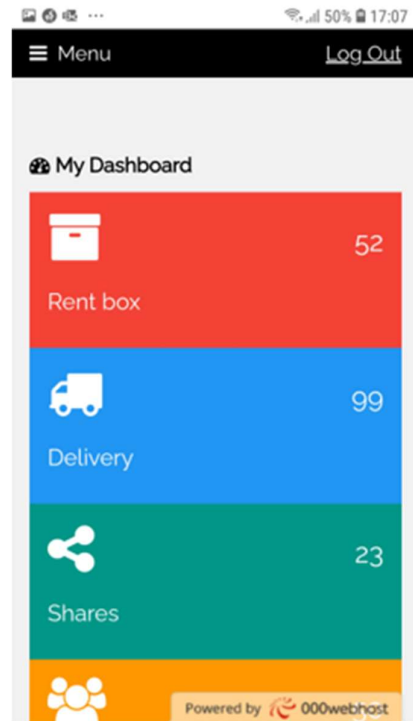 50% 17:07
Menu Log Out
My Dashboard
52
Rent box
99
Delivery
23
Shares
Powered by 000webhost